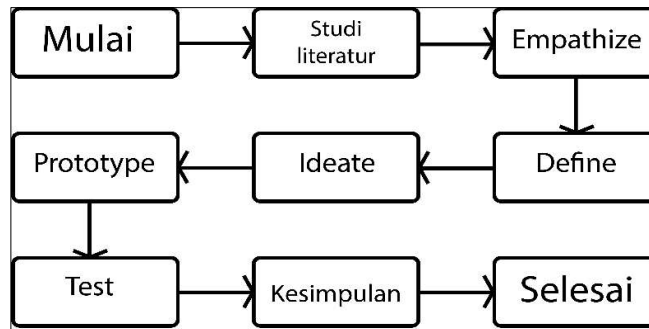 Mulai
Studi
literatur
Empathize
Define
Ideate
Prototype
Test
Kesimpulan
Selesai